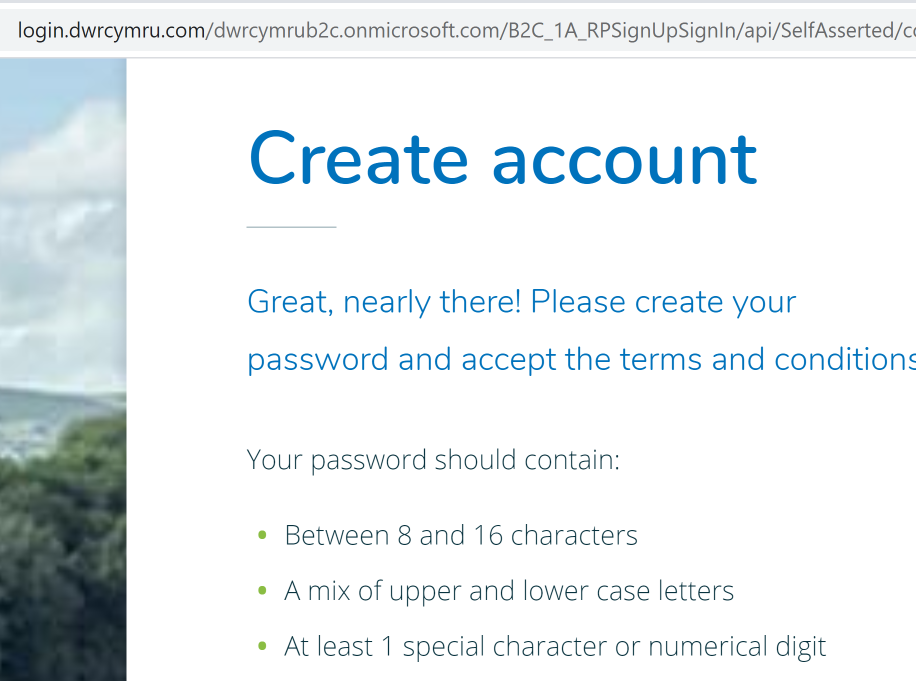 login.dwrcymru.com/dwrcymrub2c.onmicrosoft.com/B2C_1A_RPSignUpSignIn/api/SelfAsserted/co
Create account
Great, nearly there! Please create your
password and accept the terms and conditions
Your password should contain:
• Between 8 and 16 characters
• A mix of upper and lower case letters
• At least 1 special character or numerical digit